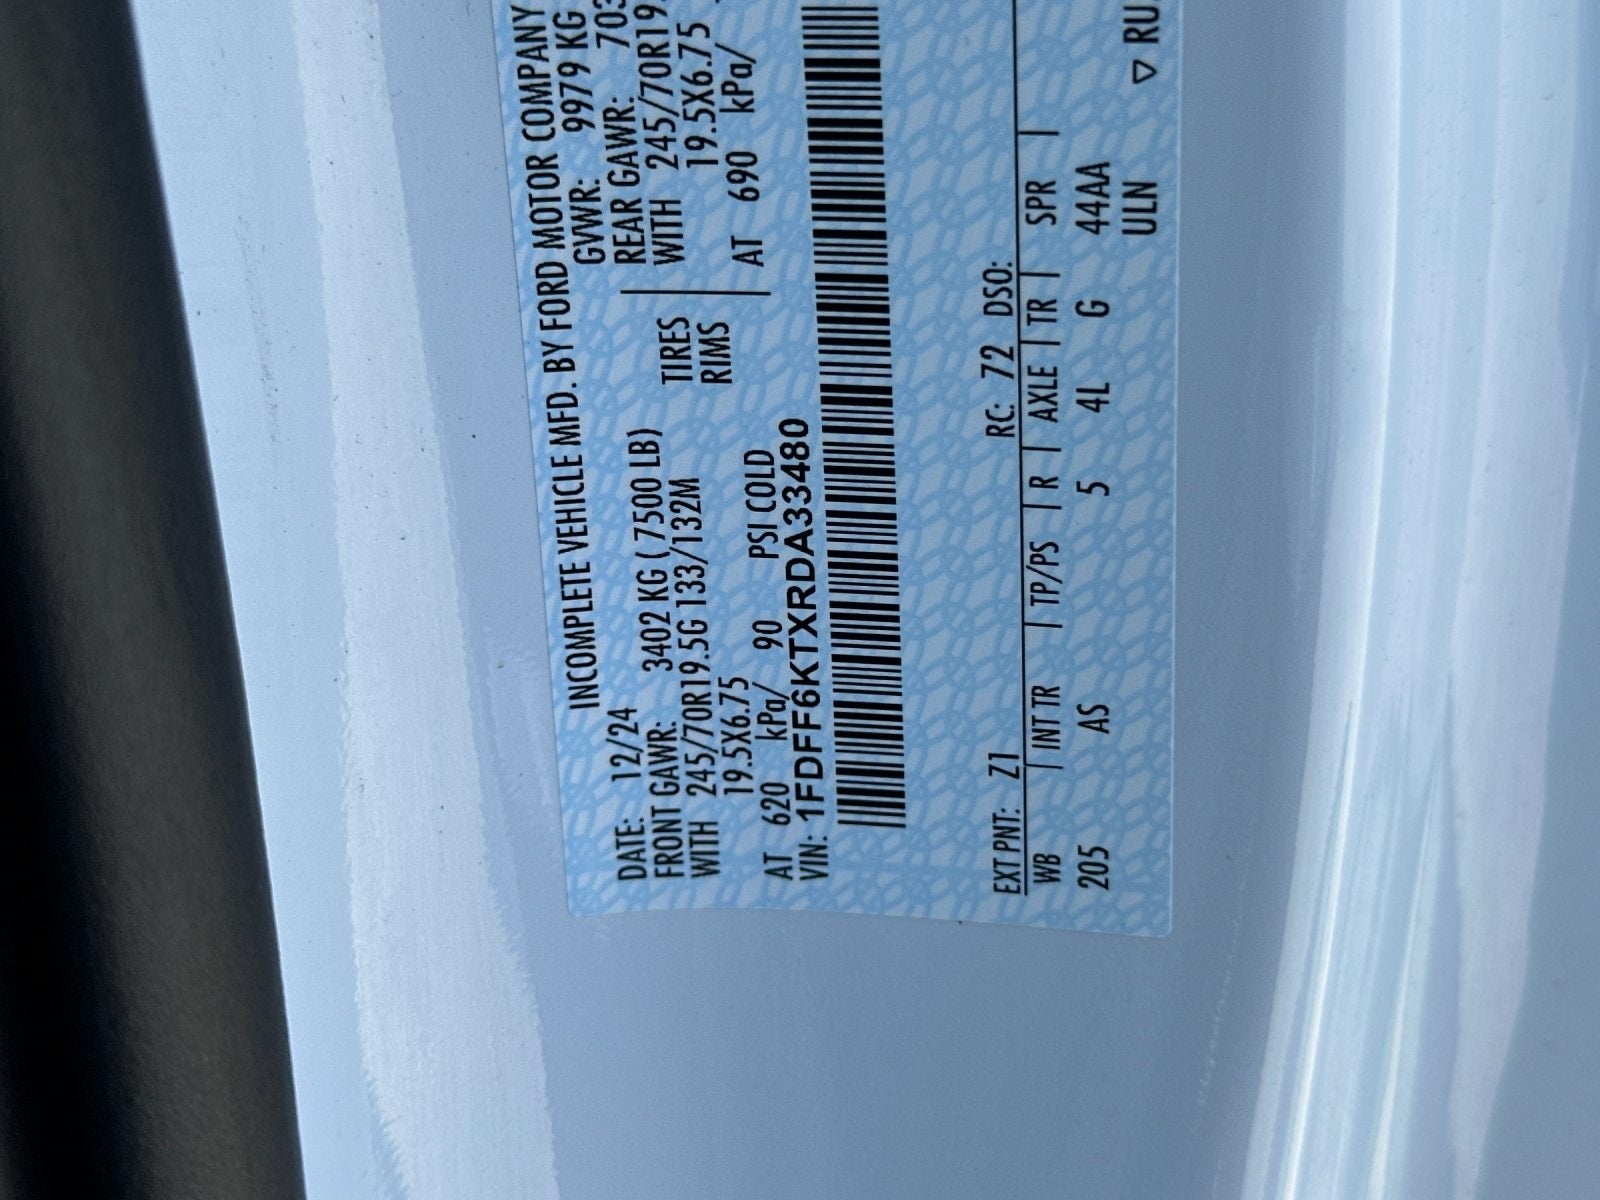 INCOMPLETE VEHICLE MFD. BY FORD MOTOR COMPANY
DATE: 12/24 GVWR: 9979 KG
FRONT GAWR: 3402 KG ( 7500 LB) REAR GAWR:
WITH 245/70R19.5G 133/132M TIRES WITH
19.5X6.75 RIMS 19.5X6.75
AT 620 kPa/ 90 PSI COLD AT 690 kPa/
VIN: 1FDFF6KTXRDA33480
EXT PNT: Z1 RC: 72 DSO:
WB | INT TR | TP/PS | R | AXLE | TR | SPR |
205 AS 5 4L G 44AA
ULN ▽